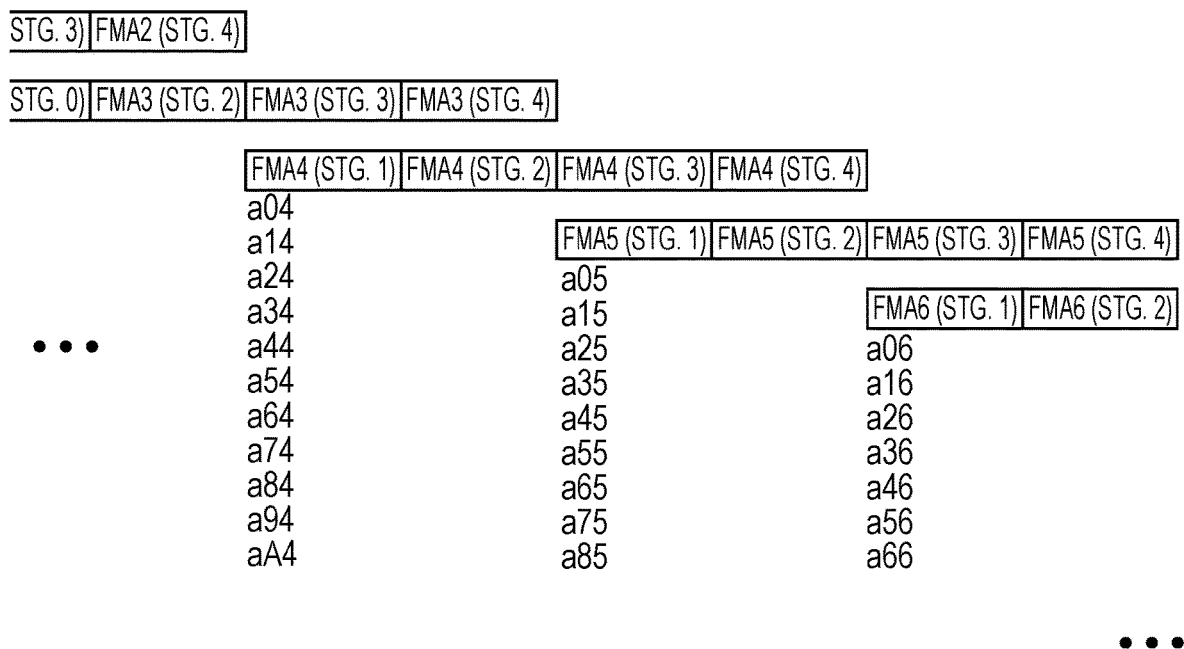 STG. 3) FMA2 (STG. 4)
STG. 0) FMA3 (STG. 2) FMA3 (STG. 3) FMA3 (STG. 4)
FMA4 (STG. 1) FMA4 (STG. 2) FMA4 (STG. 3) FMA4 (STG. 4)
a04
a14
a24
a34
a44
a54
a64
a74
a84
a94
aA4
FMA5 (STG. 1) FMA5 (STG. 2) FMA5 (STG. 3) FMA5 (STG. 4)
a05
a15
a25
a35
a45
a55
a65
a75
a85
FMA6 (STG. 1) FMA6 (STG. 2)
a06
a16
a26
a36
a46
a56
a66